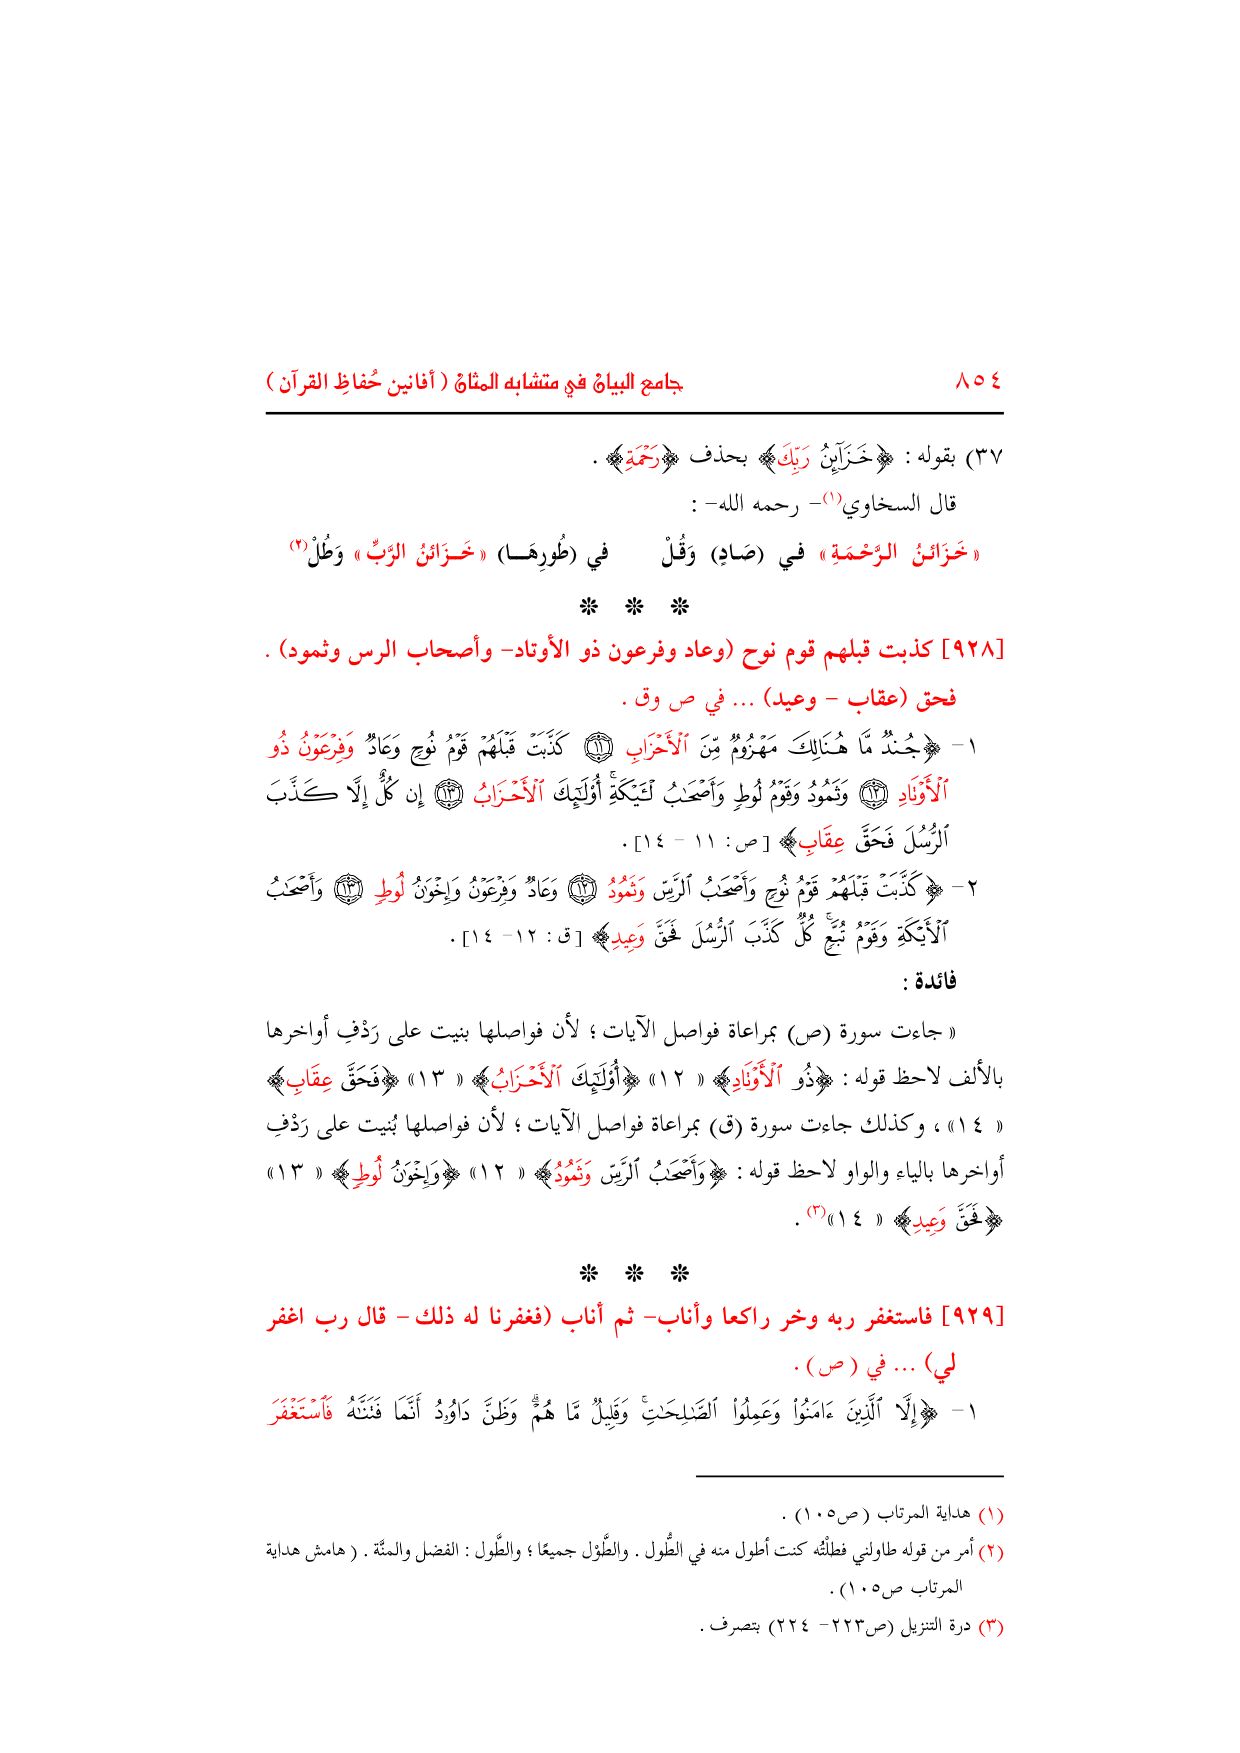 ٨٥٤ جامع البيان في متشابه المثان ( أفانين حُفاظِ القرآن )
٣٧) بقوله : ﴿خَزَآئِنُ رَبِّكَ﴾ بحذف ﴿رَحْمَةِ﴾ .
قال السخاوي(١)– رحمه الله– :
« خَزَائِنُ الرَّحْمَةِ » في (صَادٍ) وَقُلْ في (طُورِهَا) « خَزَائنُ الرَّبِّ » وَطُلْ(٢)
❊ ❊ ❊
[٩٢٨] كذبت قبلهم قوم نوح (وعاد وفرعون ذو الأوتاد– وأصحاب الرس وثمود) .
فحق (عقاب – وعيد) ... في ص وق .
١– ﴿جُندٌ مَّا هُنَالِكَ مَهْزُومٌ مِّنَ ٱلْأَحْزَابِ ۝١١ كَذَّبَتْ قَبْلَهُمْ قَوْمُ نُوحٍ وَعَادٌ وَفِرْعَوْنُ ذُو
ٱلْأَوْتَادِ ۝١٢ وَثَمُودُ وَقَوْمُ لُوطٍ وَأَصْحَٰبُ لْـَٔيْكَةِ ۚ أُوْلَٰٓئِكَ ٱلْأَحْزَابُ ۝١٣ إِن كُلٌّ إِلَّا كَذَّبَ
ٱلرُّسُلَ فَحَقَّ عِقَابِ﴾ [ص: ١١ – ١٤].
٢– ﴿كَذَّبَتْ قَبْلَهُمْ قَوْمُ نُوحٍ وَأَصْحَٰبُ ٱلرَّسِّ وَثَمُودُ ۝١٢ وَعَادٌ وَفِرْعَوْنُ وَإِخْوَٰنُ لُوطٍ ۝١٣ وَأَصْحَٰبُ
ٱلْأَيْكَةِ وَقَوْمُ تُبَّعٍ ۚ كُلٌّ كَذَّبَ ٱلرُّسُلَ فَحَقَّ وَعِيدِ﴾ [ق: ١٢– ١٤].
فائدة :
« جاءت سورة (ص) بمراعاة فواصل الآيات ؛ لأن فواصلها بنيت على رَدْفِ أواخرها
بالألف لاحظ قوله : ﴿ذُو ٱلْأَوْتَادِ﴾ « ١٢» ﴿أُوْلَٰٓئِكَ ٱلْأَحْزَابُ﴾ « ١٣» ﴿فَحَقَّ عِقَابِ﴾
« ١٤» ، وكذلك جاءت سورة (ق) بمراعاة فواصل الآيات ؛ لأن فواصلها بُنيت على رَدْفِ
أواخرها بالياء والواو لاحظ قوله : ﴿وَأَصْحَٰبُ ٱلرَّسِّ وَثَمُودُ﴾ « ١٢» ﴿وَإِخْوَٰنُ لُوطٍ﴾ « ١٣»
﴿فَحَقَّ وَعِيدِ﴾ « ١٤»(٣) .
❊ ❊ ❊
[٩٢٩] فاستغفر ربه وخر راكعا وأناب– ثم أناب (فغفرنا له ذلك – قال رب اغفر
لي) ... في ( ص ) .
١– ﴿إِلَّا ٱلَّذِينَ ءَامَنُوا۟ وَعَمِلُوا۟ ٱلصَّٰلِحَٰتِ وَقَلِيلٌ مَّا هُمْ ۗ وَظَنَّ دَاوُۥدُ أَنَّمَا فَتَنَّٰهُ فَٱسْتَغْفَرَ
(١) هداية المرتاب ( ص١٠٥) .
(٢) أمر من قوله طاولني فطلْتُه كنت أطول منه في الطُّول . والطَّوْل جميعًا ؛ والطَّول : الفضل والمنَّة . ( هامش هداية
المرتاب ص١٠٥) .
(٣) درة التنزيل (ص٢٢٣– ٢٢٤) بتصرف .